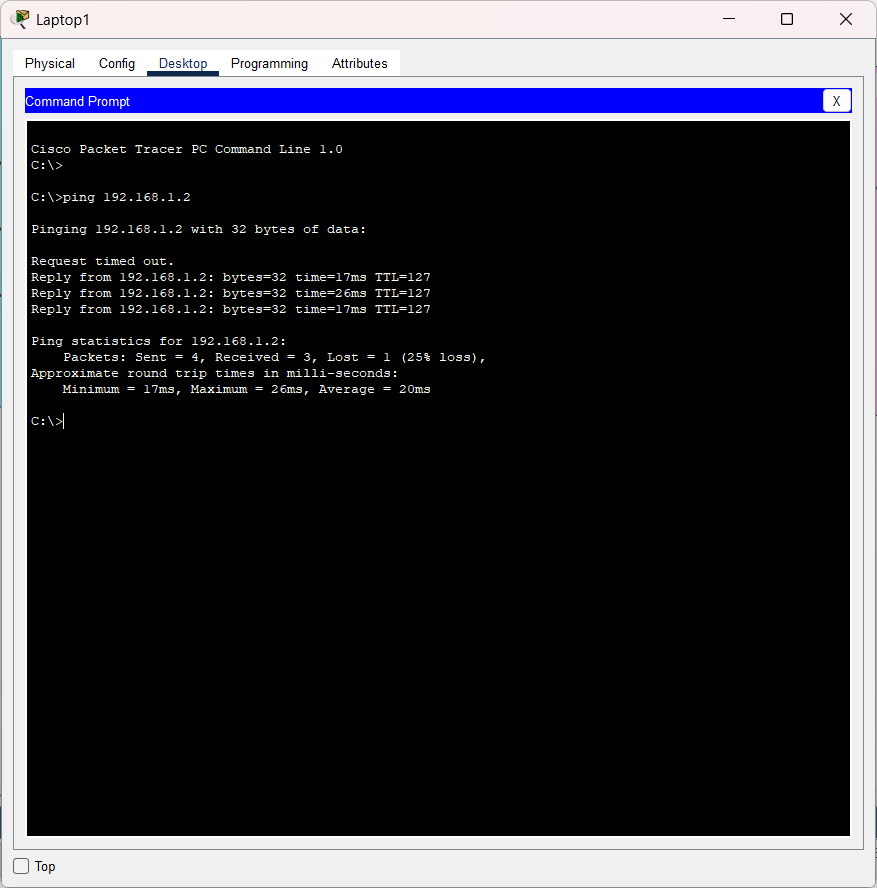 Laptop1
Physical Config Desktop Programming Attributes
Command Prompt X
Cisco Packet Tracer PC Command Line 1.0
C:\>
C:\>ping 192.168.1.2
Pinging 192.168.1.2 with 32 bytes of data:
Request timed out.
Reply from 192.168.1.2: bytes=32 time=17ms TTL=127
Reply from 192.168.1.2: bytes=32 time=26ms TTL=127
Reply from 192.168.1.2: bytes=32 time=17ms TTL=127
Ping statistics for 192.168.1.2:
    Packets: Sent = 4, Received = 3, Lost = 1 (25% loss),
Approximate round trip times in milli-seconds:
    Minimum = 17ms, Maximum = 26ms, Average = 20ms
C:\>
Top